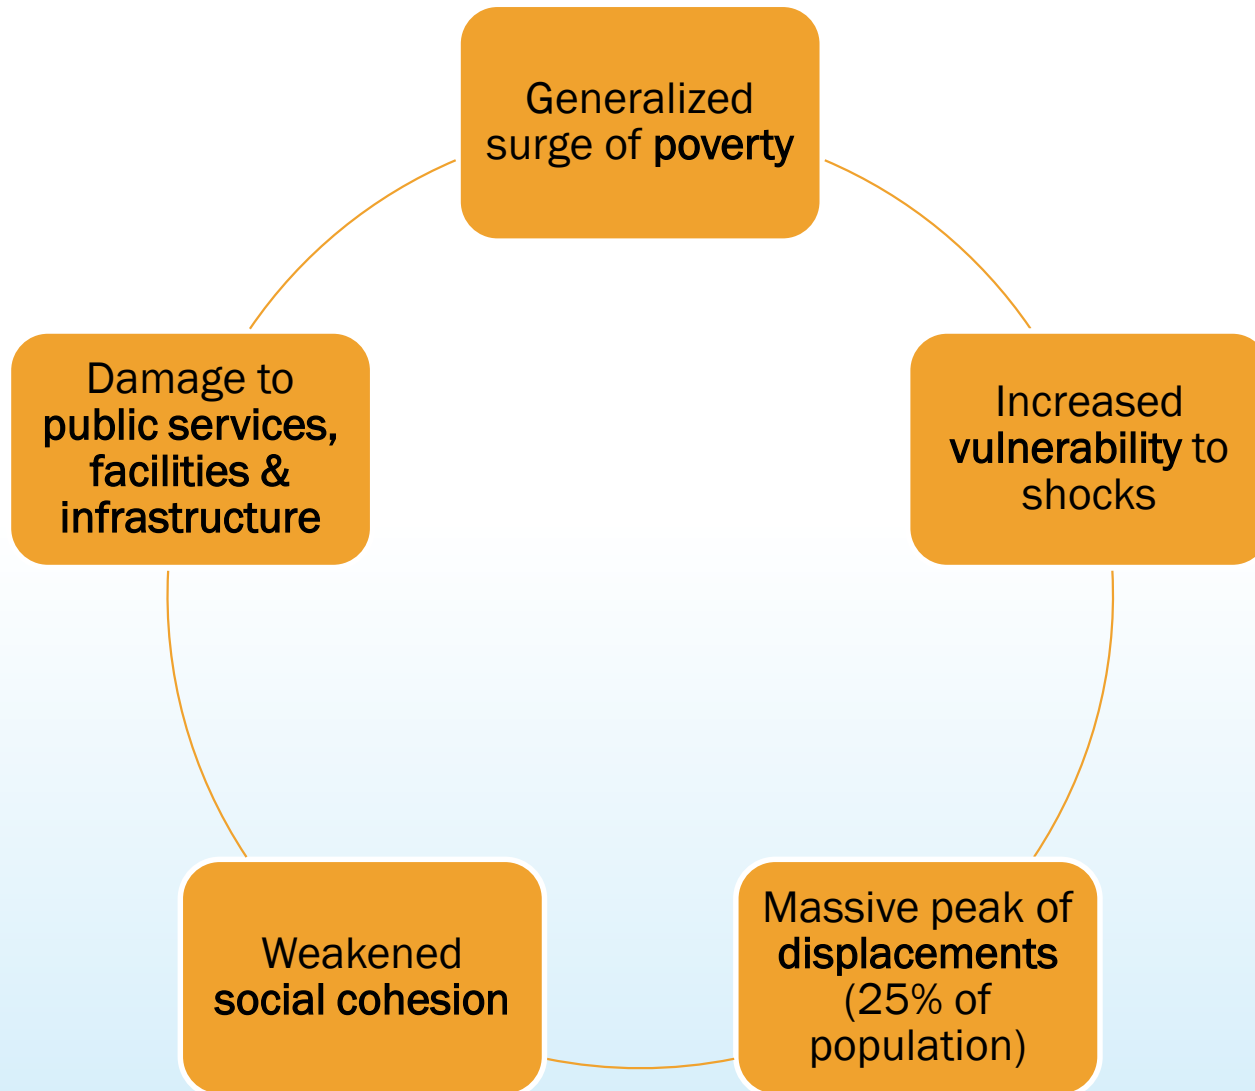 Generalized
surge of poverty
Increased
vulnerability to
shocks
Massive peak of
displacements
(25% of
population)
Weakened
social cohesion
Damage to
public services,
facilities &
infrastructure